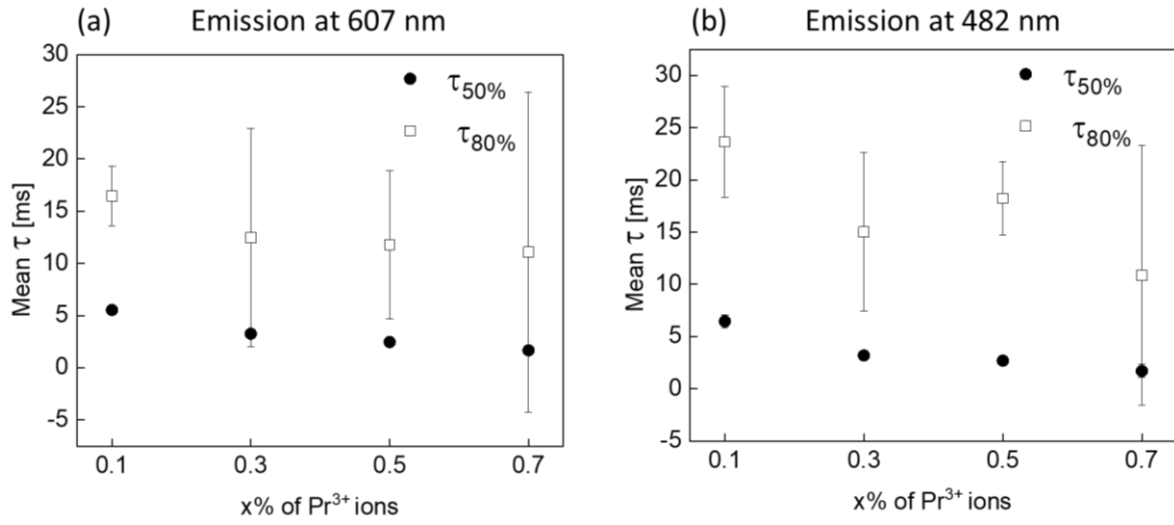 (a) Emission at 607 nm
30
25
20
15
10
5
0
-5
Mean τ [ms]
τ50%
τ80%
0.1 0.3 0.5 0.7
x% of Pr³⁺ ions
(b) Emission at 482 nm
30
25
20
15
10
5
0
-5
Mean τ [ms]
τ50%
τ80%
0.1 0.3 0.5 0.7
x% of Pr³⁺ ions